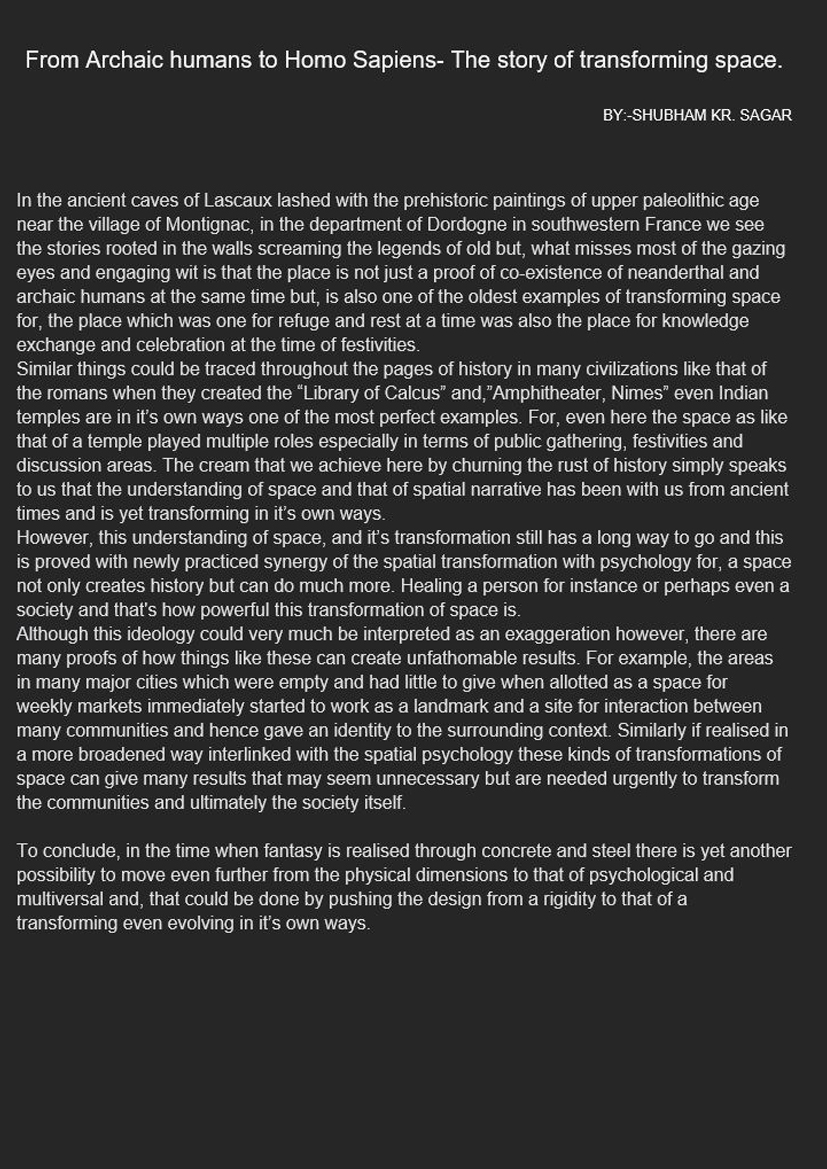 From Archaic humans to Homo Sapiens- The story of transforming space.
BY:-SHUBHAM KR. SAGAR
In the ancient caves of Lascaux lashed with the prehistoric paintings of upper paleolithic age
near the village of Montignac, in the department of Dordogne in southwestern France we see
the stories rooted in the walls screaming the legends of old but, what misses most of the gazing
eyes and engaging wit is that the place is not just a proof of co-existence of neanderthal and
archaic humans at the same time but, is also one of the oldest examples of transforming space
for, the place which was one for refuge and rest at a time was also the place for knowledge
exchange and celebration at the time of festivities.
Similar things could be traced throughout the pages of history in many civilizations like that of
the romans when they created the “Library of Calcus” and,”Amphitheater, Nimes” even Indian
temples are in it’s own ways one of the most perfect examples. For, even here the space as like
that of a temple played multiple roles especially in terms of public gathering, festivities and
discussion areas. The cream that we achieve here by churning the rust of history simply speaks
to us that the understanding of space and that of spatial narrative has been with us from ancient
times and is yet transforming in it’s own ways.
However, this understanding of space, and it’s transformation still has a long way to go and this
is proved with newly practiced synergy of the spatial transformation with psychology for, a space
not only creates history but can do much more. Healing a person for instance or perhaps even a
society and that's how powerful this transformation of space is.
Although this ideology could very much be interpreted as an exaggeration however, there are
many proofs of how things like these can create unfathomable results. For example, the areas
in many major cities which were empty and had little to give when allotted as a space for
weekly markets immediately started to work as a landmark and a site for interaction between
many communities and hence gave an identity to the surrounding context. Similarly if realised in
a more broadened way interlinked with the spatial psychology these kinds of transformations of
space can give many results that may seem unnecessary but are needed urgently to transform
the communities and ultimately the society itself.
To conclude, in the time when fantasy is realised through concrete and steel there is yet another
possibility to move even further from the physical dimensions to that of psychological and
multiversal and, that could be done by pushing the design from a rigidity to that of a
transforming even evolving in it’s own ways.